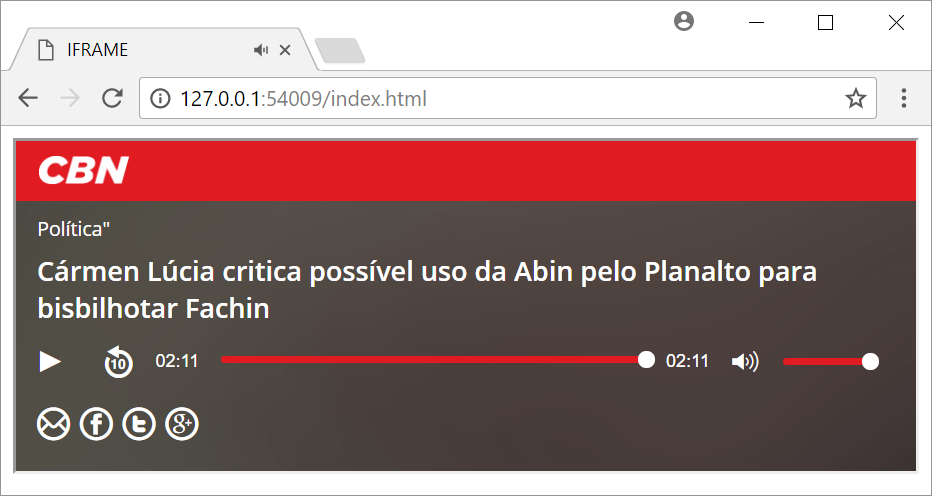 IFRAME
127.0.0.1:54009/index.html
CBN
Política"
Cármen Lúcia critica possível uso da Abin pelo Planalto para
bisbilhotar Fachin
10 02:11 02:11
f t g+